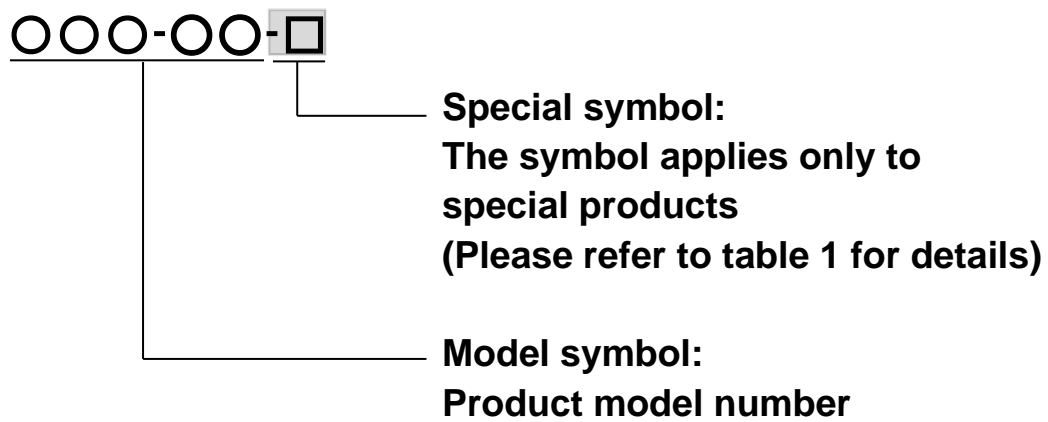 ○○○-○○-□
Special symbol:
The symbol applies only to
special products
(Please refer to table 1 for details)
Model symbol:
Product model number